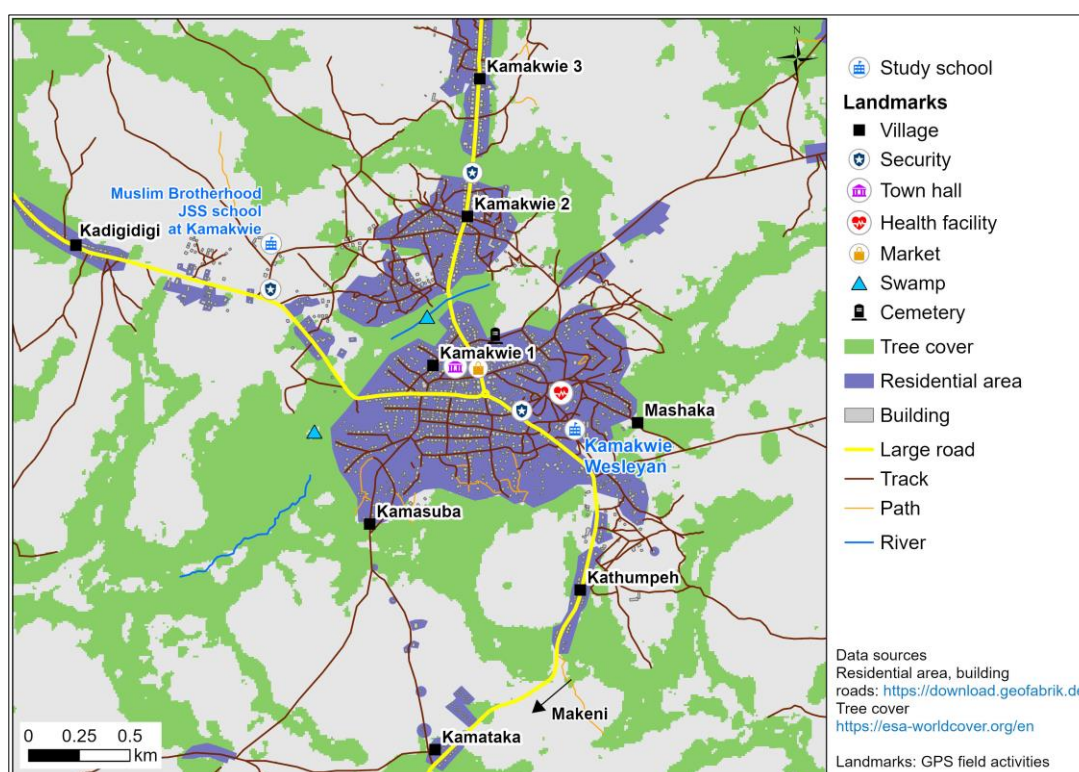 Kamakwie 3
Muslim Brotherhood
JSS school
at Kamakwie
Kamakwie 2
Kadigidigi
Kamakwie 1
Mashaka
Kamakwie
Wesleyan
Kamasuba
Kathumpeh
Makeni
Kamataka
0 0.25 0.5
km
N
Study school
Landmarks
Village
Security
Town hall
Health facility
Market
Swamp
Cemetery
Tree cover
Residential area
Building
Large road
Track
Path
River
Data sources
Residential area, building
roads: https://download.geofabrik.de
Tree cover
https://esa-worldcover.org/en
Landmarks: GPS field activities